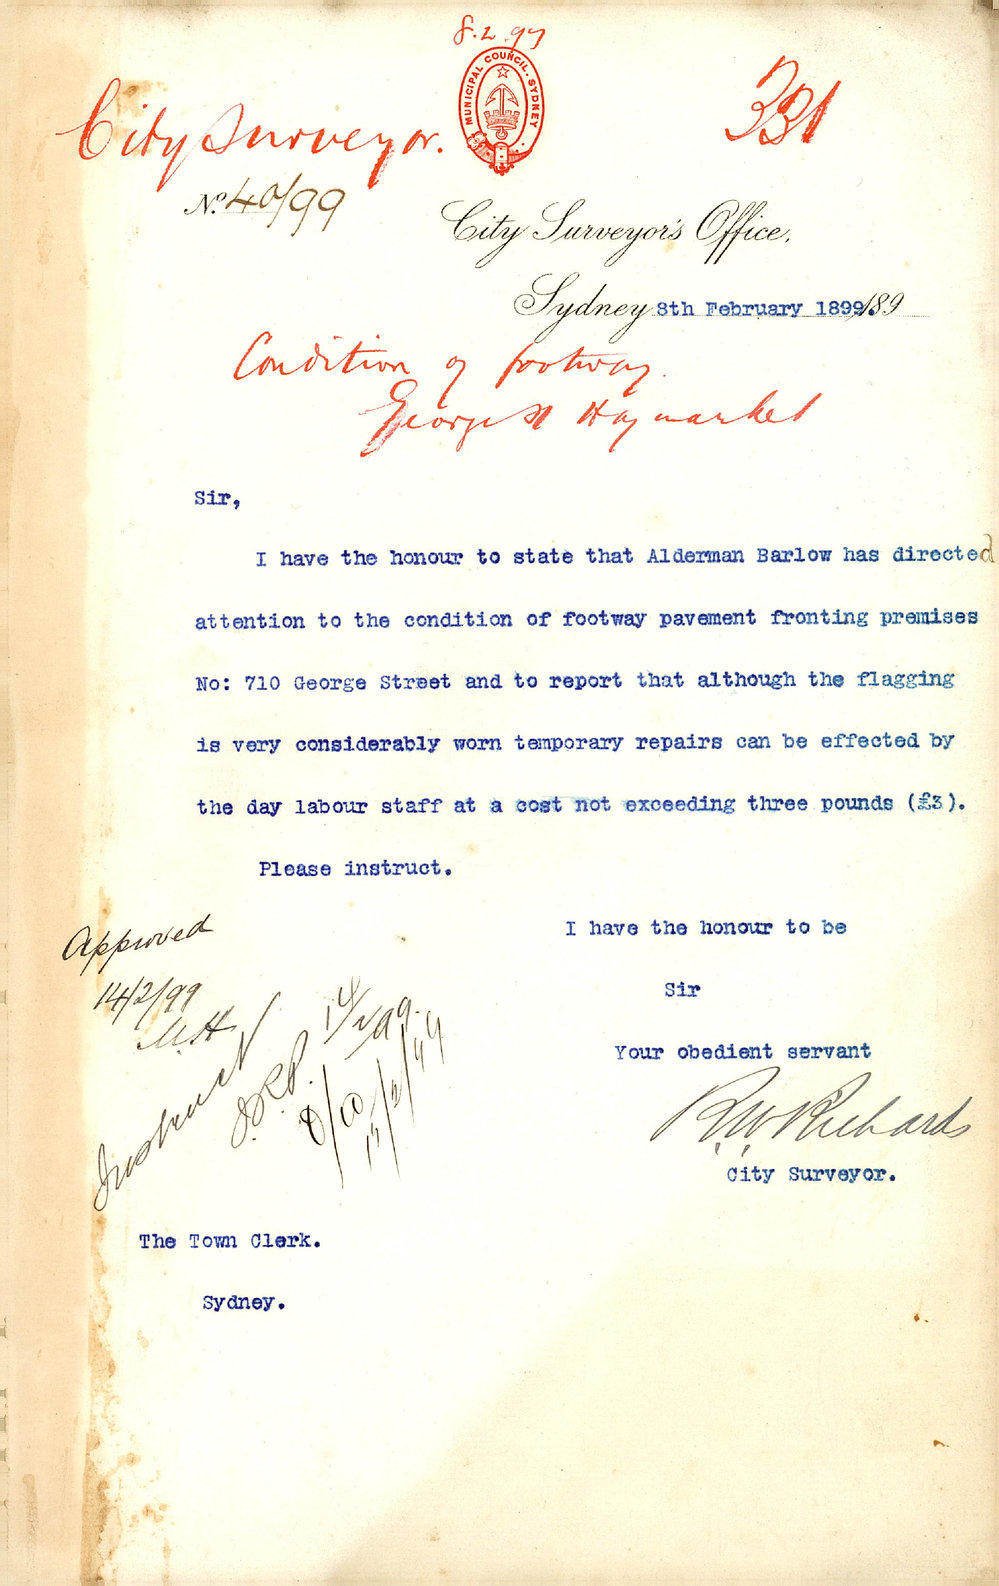 8.2.99
MUNICIPAL COUNCIL. SYDNEY
331
City Surveyor.
No. 40/99
City Surveyor's Office,
Sydney 8th February 1899. 189
Condition of footway.
George St Haymarket
Sir,
I have the honour to state that Alderman Barlow has directed
attention to the condition of footway pavement fronting premises
No: 710 George Street and to report that although the flagging
is very considerably worn temporary repairs can be effected by
the day labour staff at a cost not exceeding three pounds (£3).
Please instruct.
I have the honour to be
Sir
Your obedient servant
R.W. Richards
City Surveyor.
Approved
14/2/99
M.H
Instruct
14/2/99.
The Town Clerk.
Sydney.